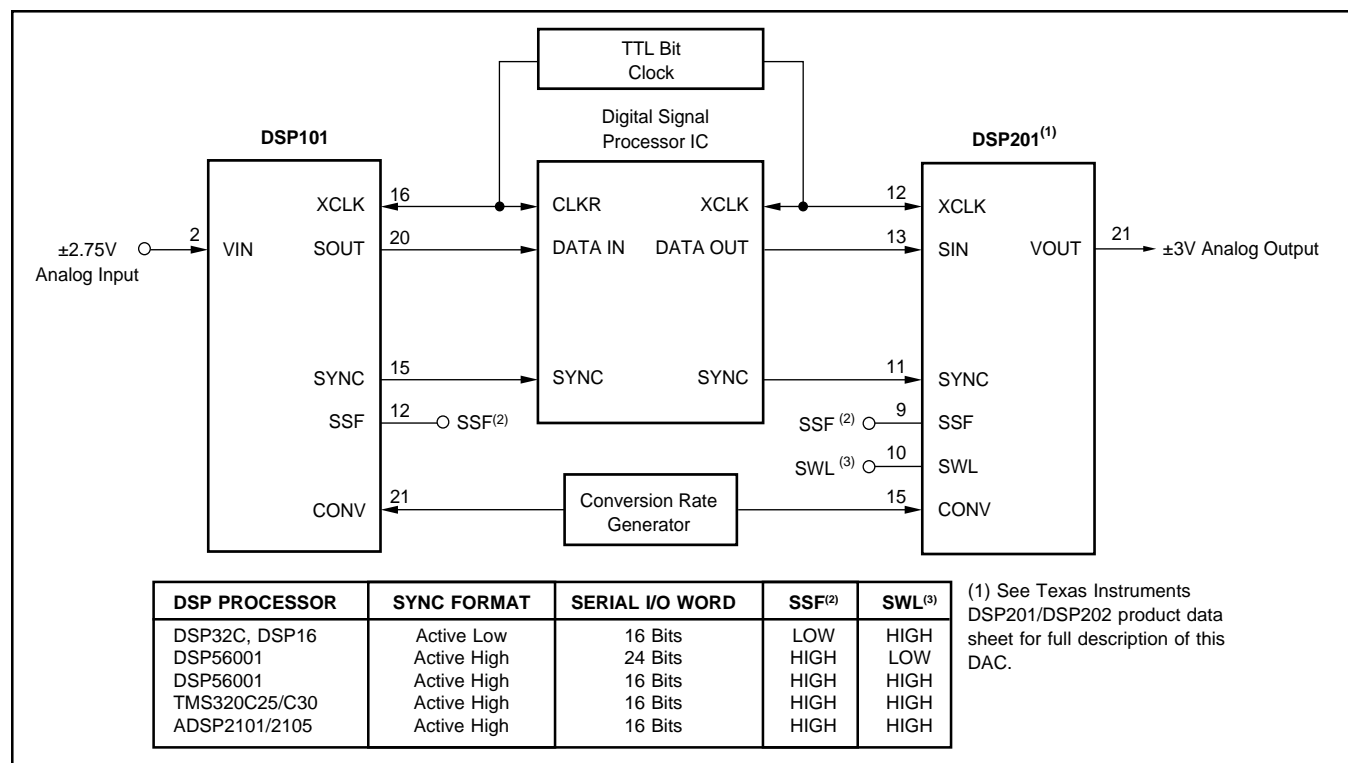 TTL Bit
Clock
Digital Signal
Processor IC
DSP101
DSP201(1)
XCLK 16 CLKR XCLK 12 XCLK
±2.75V 2 VIN SOUT 20 DATA IN DATA OUT 13 SIN VOUT 21 ±3V Analog Output
Analog Input
SYNC 15 SYNC SYNC 11 SYNC
SSF 12 SSF(2) SSF (2) 9 SSF
SWL (3) 10 SWL
CONV 21 Conversion Rate 15 CONV
Generator
DSP PROCESSOR SYNC FORMAT SERIAL I/O WORD SSF(2) SWL(3)
DSP32C, DSP16 Active Low 16 Bits LOW HIGH
DSP56001 Active High 24 Bits HIGH LOW
DSP56001 Active High 16 Bits HIGH HIGH
TMS320C25/C30 Active High 16 Bits HIGH HIGH
ADSP2101/2105 Active High 16 Bits HIGH HIGH
(1) See Texas Instruments
DSP201/DSP202 product data
sheet for full description of this
DAC.